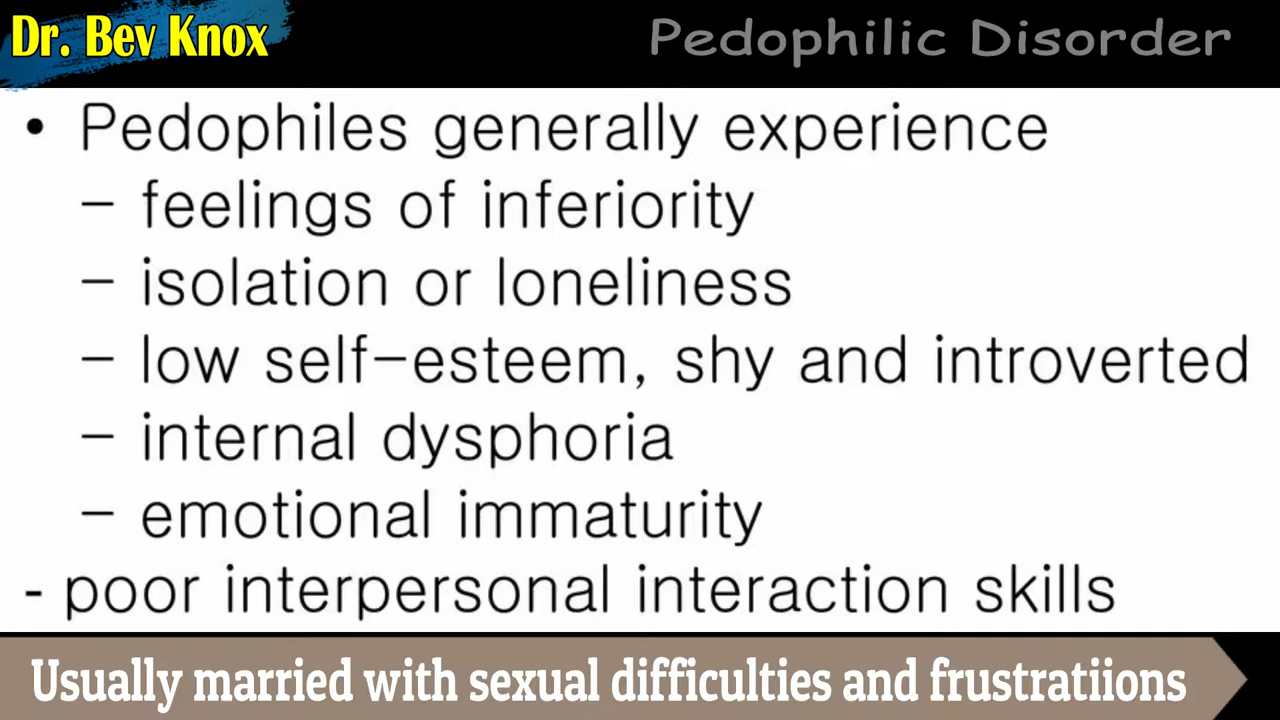 Dr. Bev Knox
Pedophilic Disorder
• Pedophiles generally experience
– feelings of inferiority
– isolation or loneliness
– low self-esteem, shy and introverted
– internal dysphoria
– emotional immaturity
- poor interpersonal interaction skills
Usually married with sexual difficulties and frustratiions